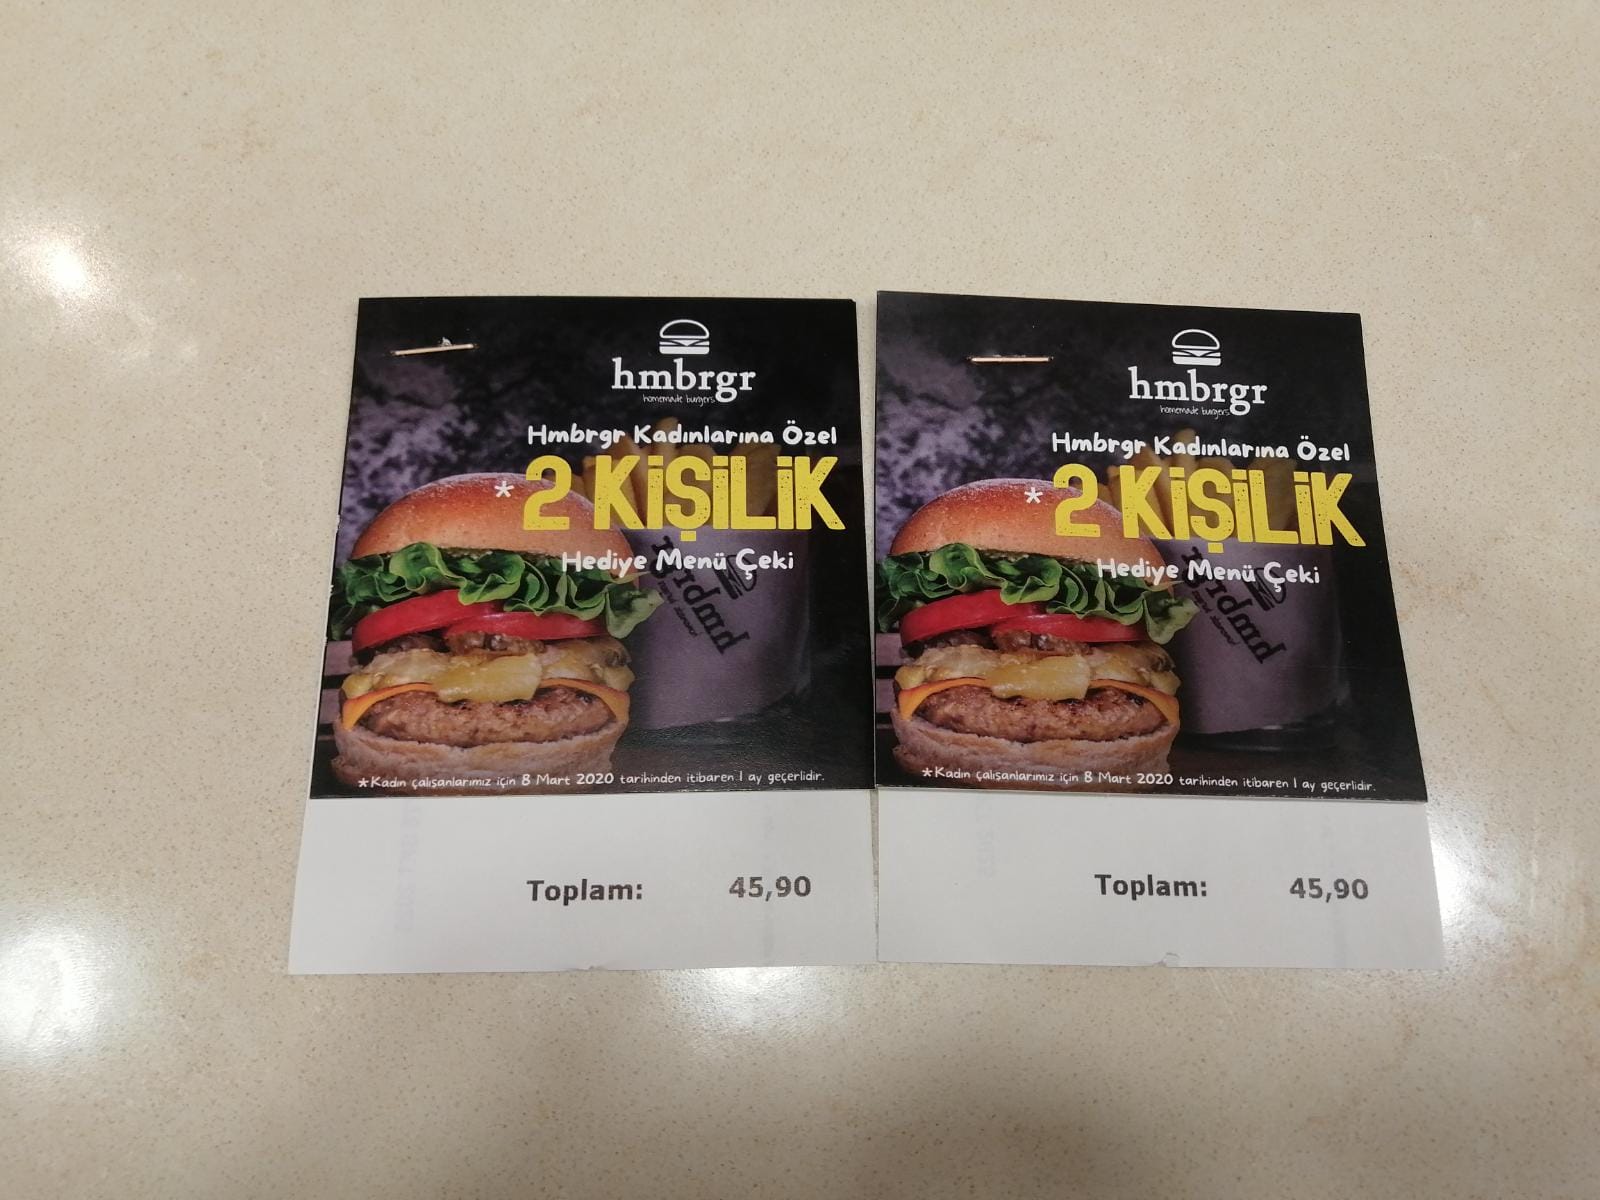 hmbrgr
homemade burgers
Hmbrgr Kadınlarına Özel
*2 KİŞİLİK
Hediye Menü Çeki
hmbrgr
*Kadın çalışanlarımız için 8 Mart 2020 tarihinden itibaren 1 ay geçerlidir.
Toplam: 45,90
hmbrgr
homemade burgers
Hmbrgr Kadınlarına Özel
*2 KİŞİLİK
Hediye Menü Çeki
hmbrgr
*Kadın çalışanlarımız için 8 Mart 2020 tarihinden itibaren 1 ay geçerlidir.
Toplam: 45,90